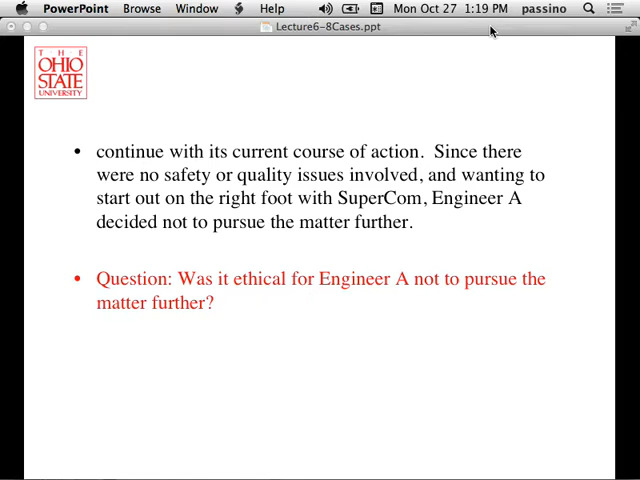 PowerPoint Browse Window Help Mon Oct 27 1:19 PM passino
Lecture6-8Cases.ppt
THE
OHIO
STATE
UNIVERSITY
• continue with its current course of action. Since there
were no safety or quality issues involved, and wanting to
start out on the right foot with SuperCom, Engineer A
decided not to pursue the matter further.
• Question: Was it ethical for Engineer A not to pursue the
matter further?